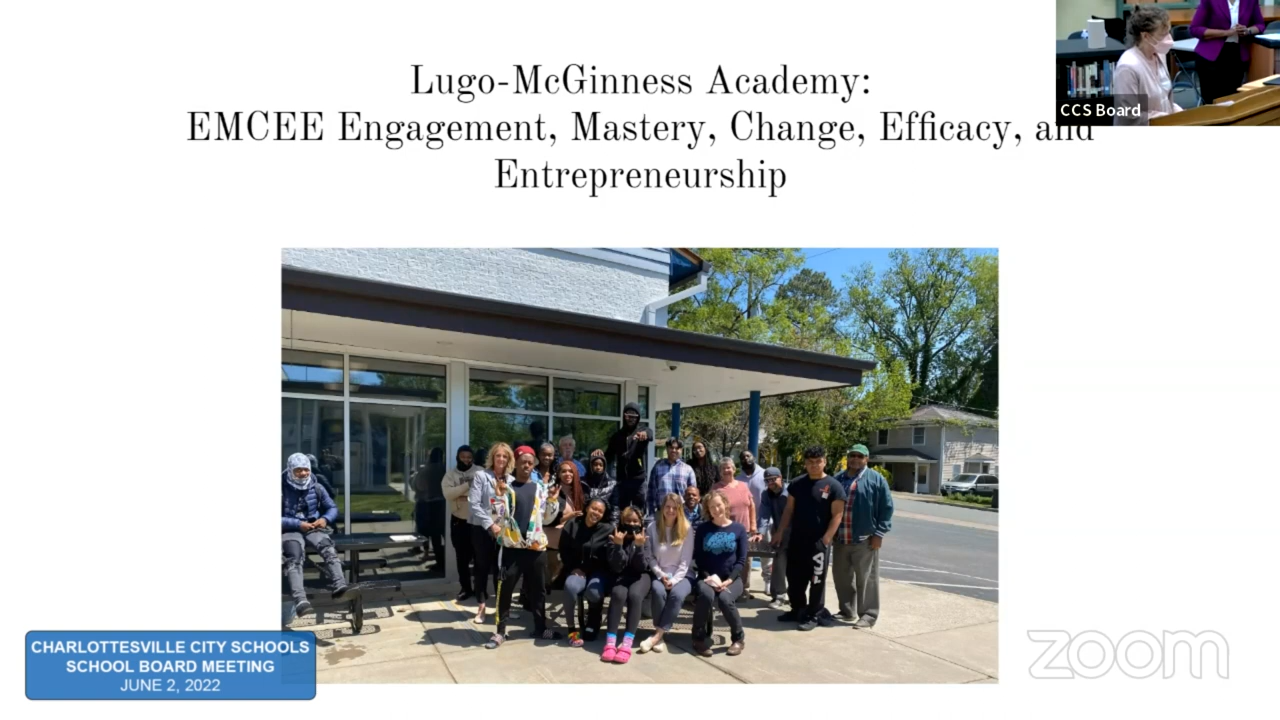 Lugo-McGinness Academy:
EMCEE Engagement, Mastery, Change, Efficacy, and
Entrepreneurship
CCS Board
CHARLOTTESVILLE CITY SCHOOLS
SCHOOL BOARD MEETING
JUNE 2, 2022
zoom